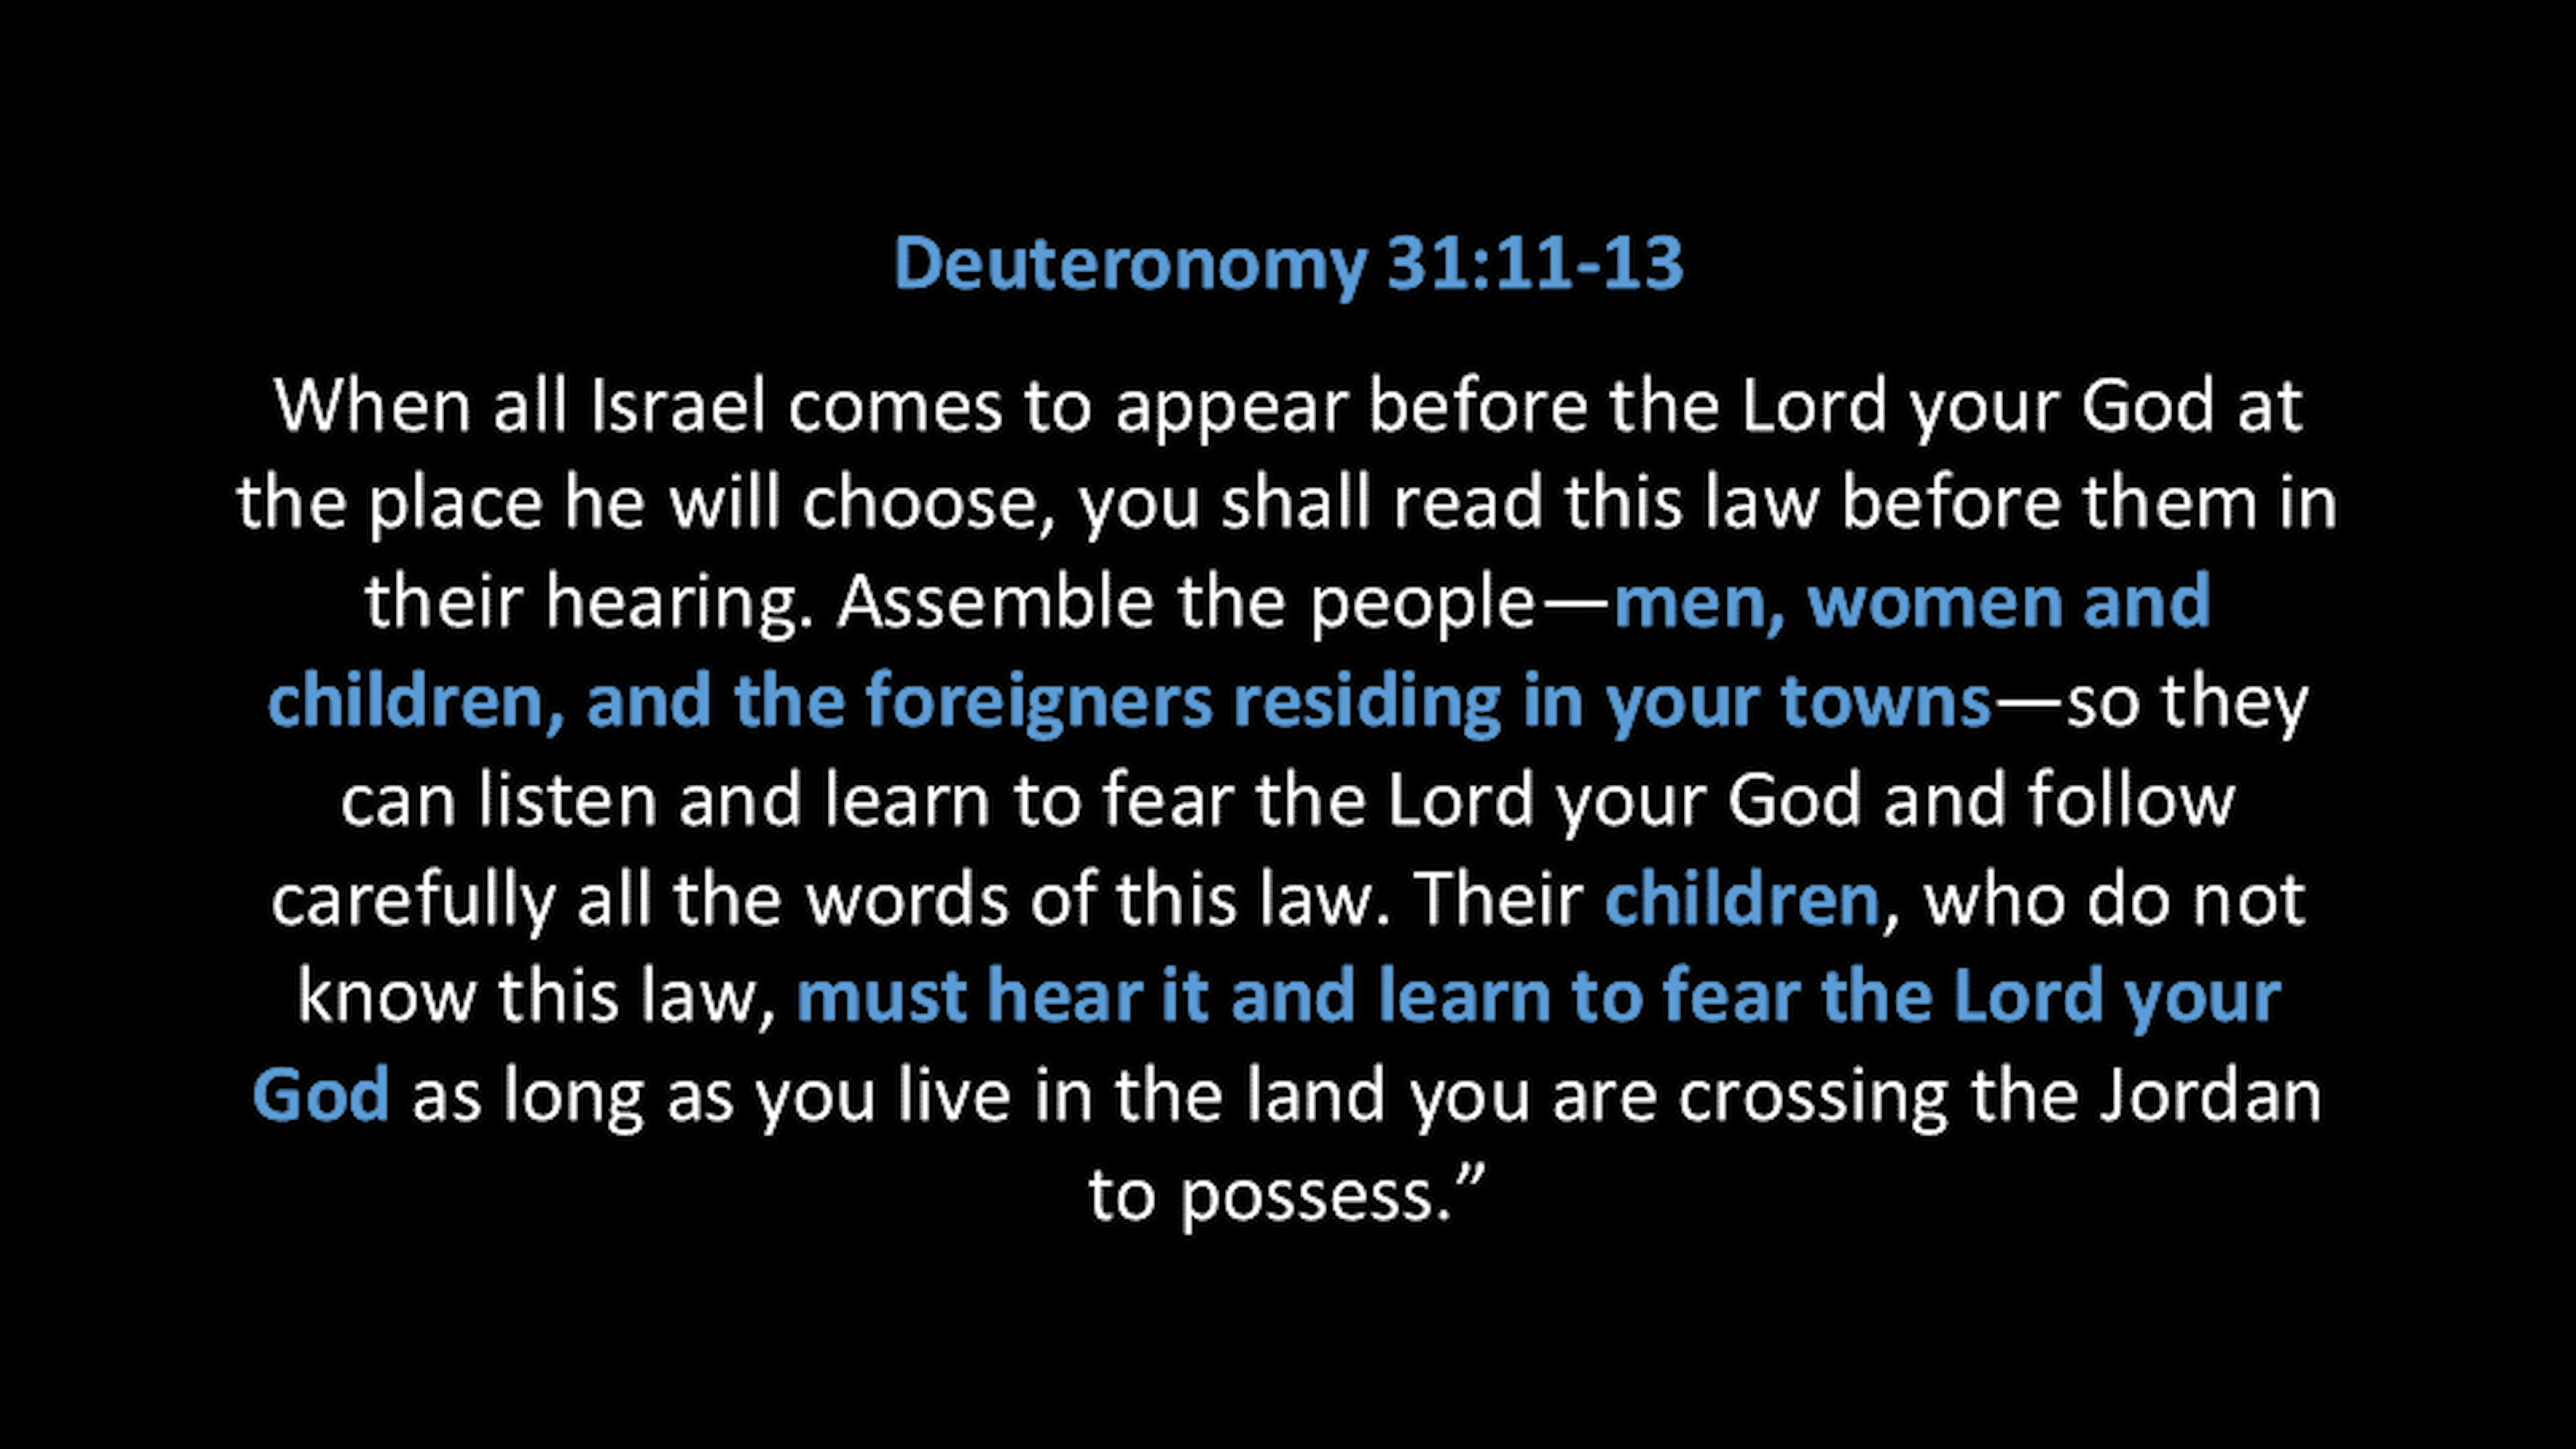 Deuteronomy 31:11-13
When all Israel comes to appear before the Lord your God at
the place he will choose, you shall read this law before them in
their hearing. Assemble the people—men, women and
children, and the foreigners residing in your towns—so they
can listen and learn to fear the Lord your God and follow
carefully all the words of this law. Their children, who do not
know this law, must hear it and learn to fear the Lord your
God as long as you live in the land you are crossing the Jordan
to possess.”